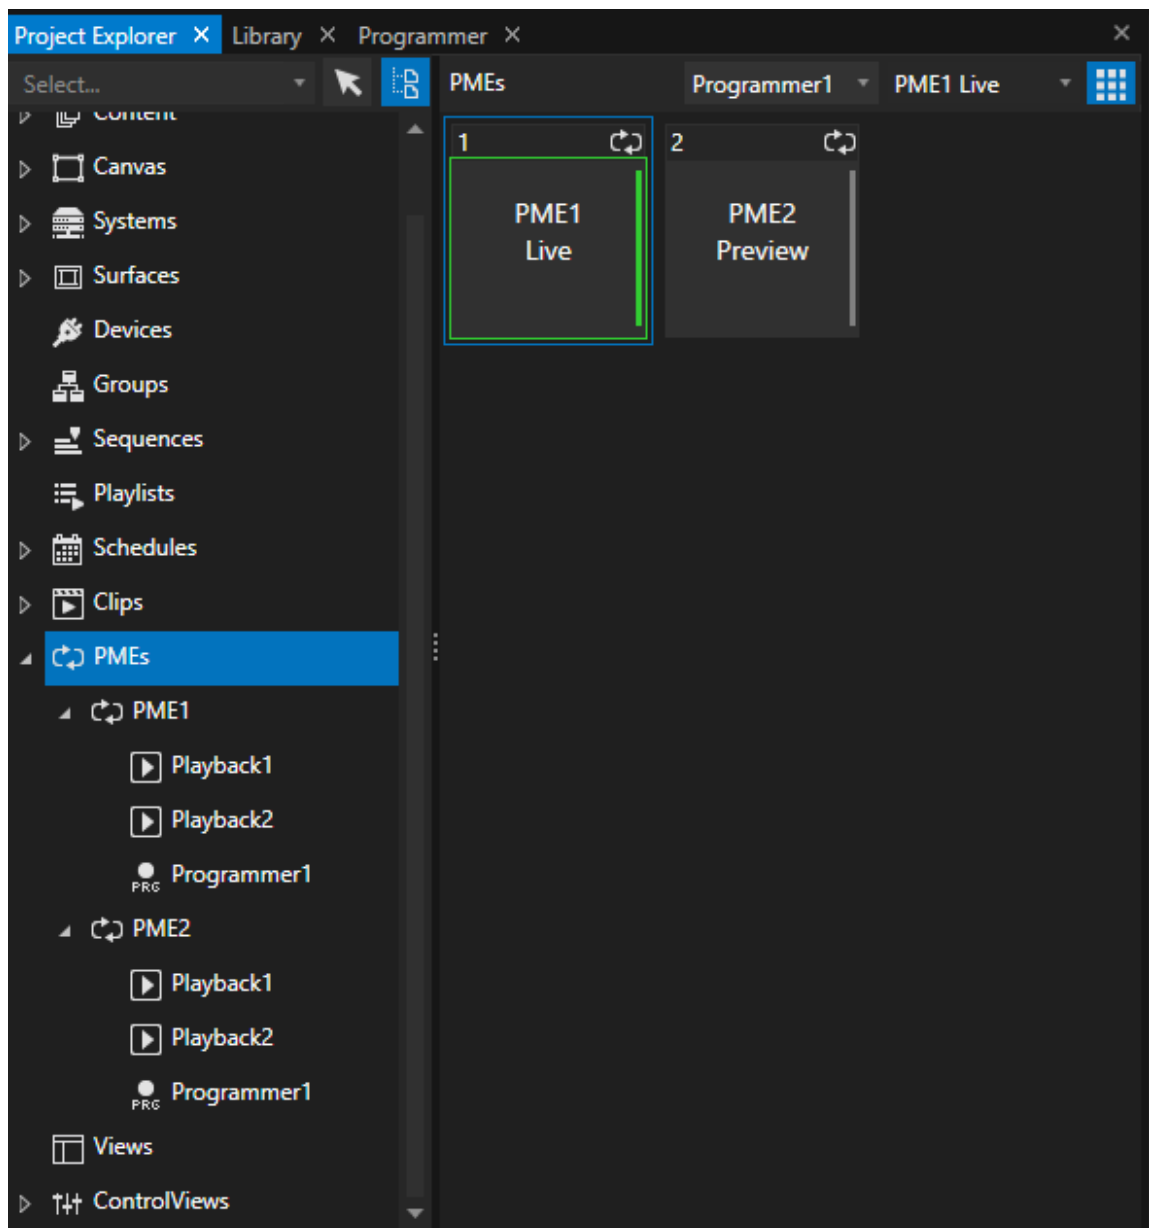 Project Explorer
Library
Programmer
Select...
PMEs
Programmer1
PME1 Live
Content
Canvas
Systems
Surfaces
Devices
Groups
Sequences
Playlists
Schedules
Clips
PMEs
PME1
Playback1
Playback2
PRG Programmer1
PME2
Playback1
Playback2
PRG Programmer1
Views
ControlViews
1
PME1
Live
2
PME2
Preview